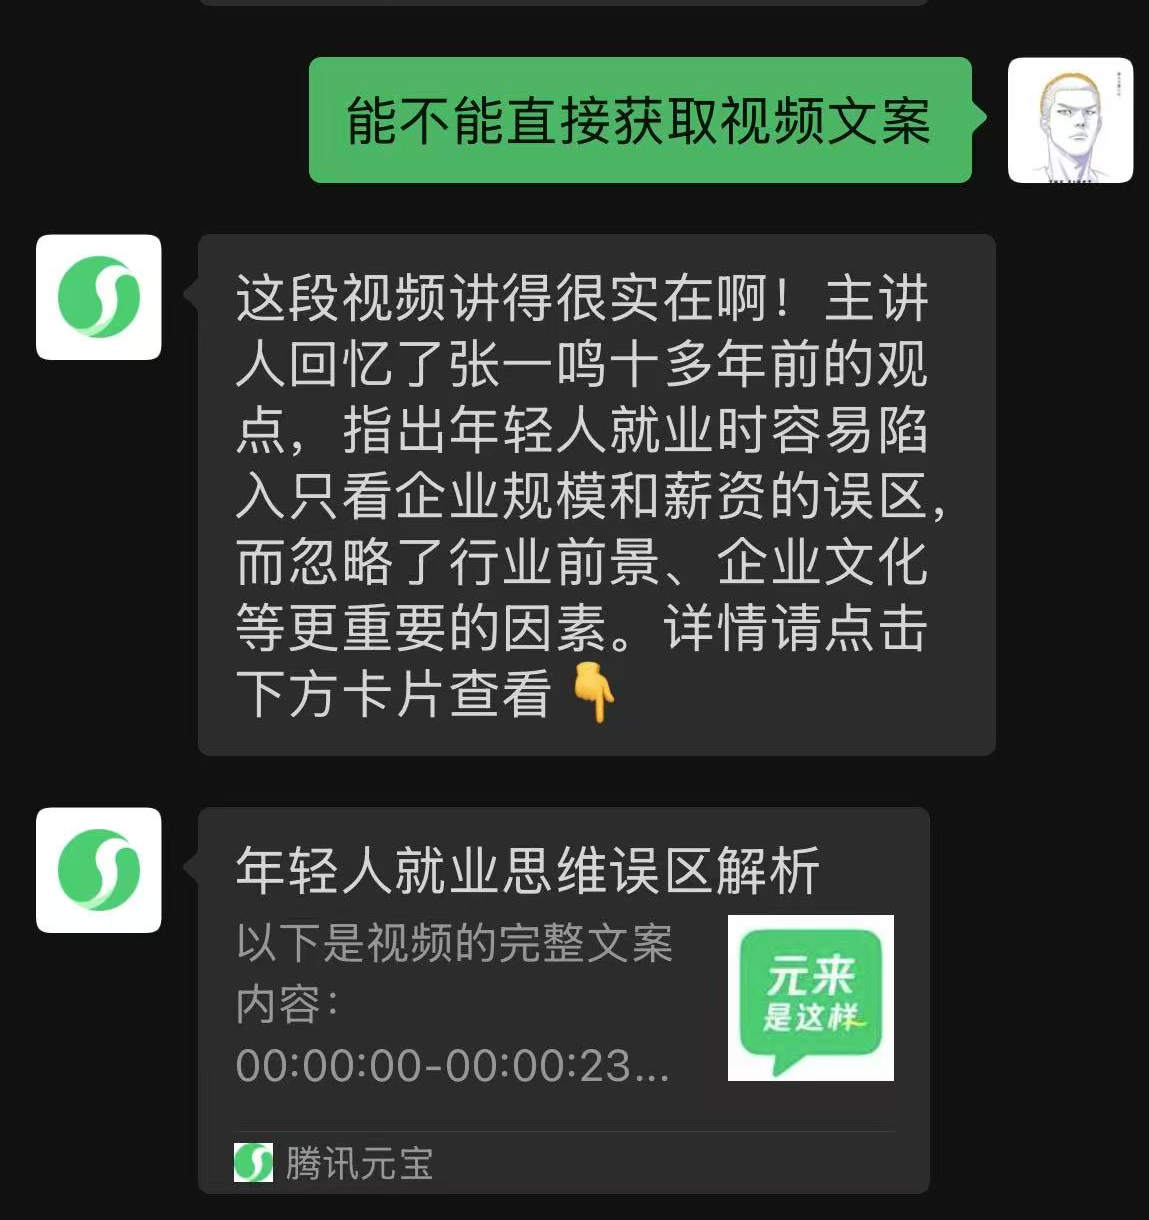 能不能直接获取视频文案
这段视频讲得很实在啊！主讲
人回忆了张一鸣十多年前的观
点，指出年轻人就业时容易陷
入只看企业规模和薪资的误区，
而忽略了行业前景、企业文化
等更重要的因素。详情请点击
下方卡片查看👇
年轻人就业思维误区解析
以下是视频的完整文案
内容：
00:00:00-00:00:23...
元来
是这样
腾讯元宝